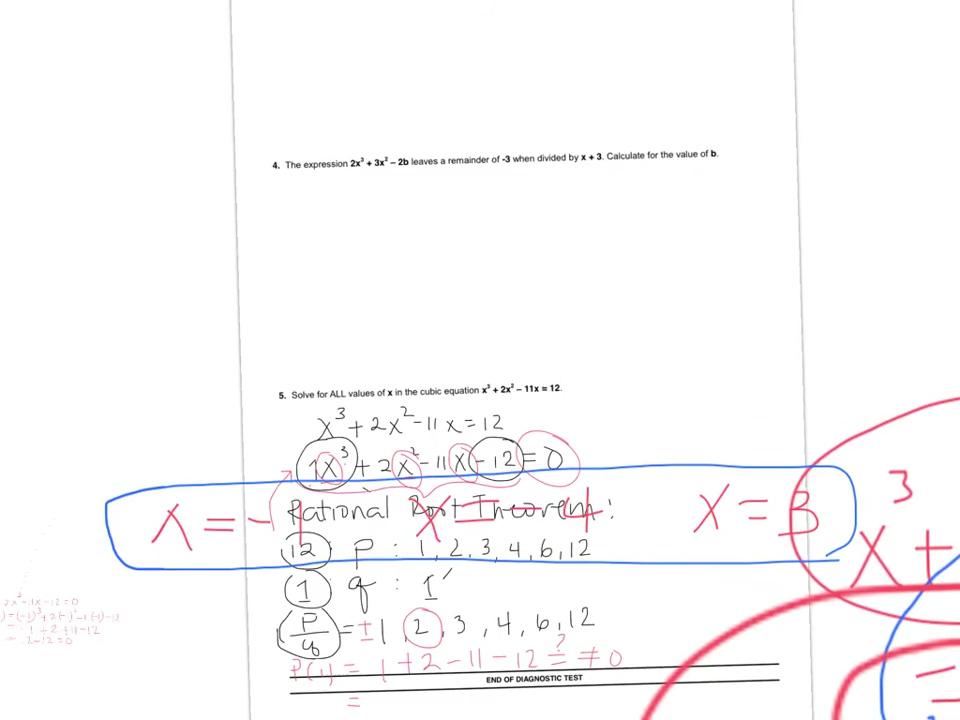 4. The expression 2x³ + 3x² − 2b leaves a remainder of -3 when divided by x + 3. Calculate for the value of b.
5. Solve for ALL values of x in the cubic equation x³ + 2x² − 11x = 12.
x³ + 2x² − 11x = 12
1x³ + 2x² − 11x − 12 = 0
Rational Root Theorem:
x = −1 x = −4 x = 3
12 p : 1, 2, 3, 4, 6, 12
1 q : 1
p/q = ±1, 2, 3, 4, 6, 12
P(1) = 1 + 2 − 11 − 12 ≟ ≠ 0
=
END OF DIAGNOSTIC TEST
x³ +
=